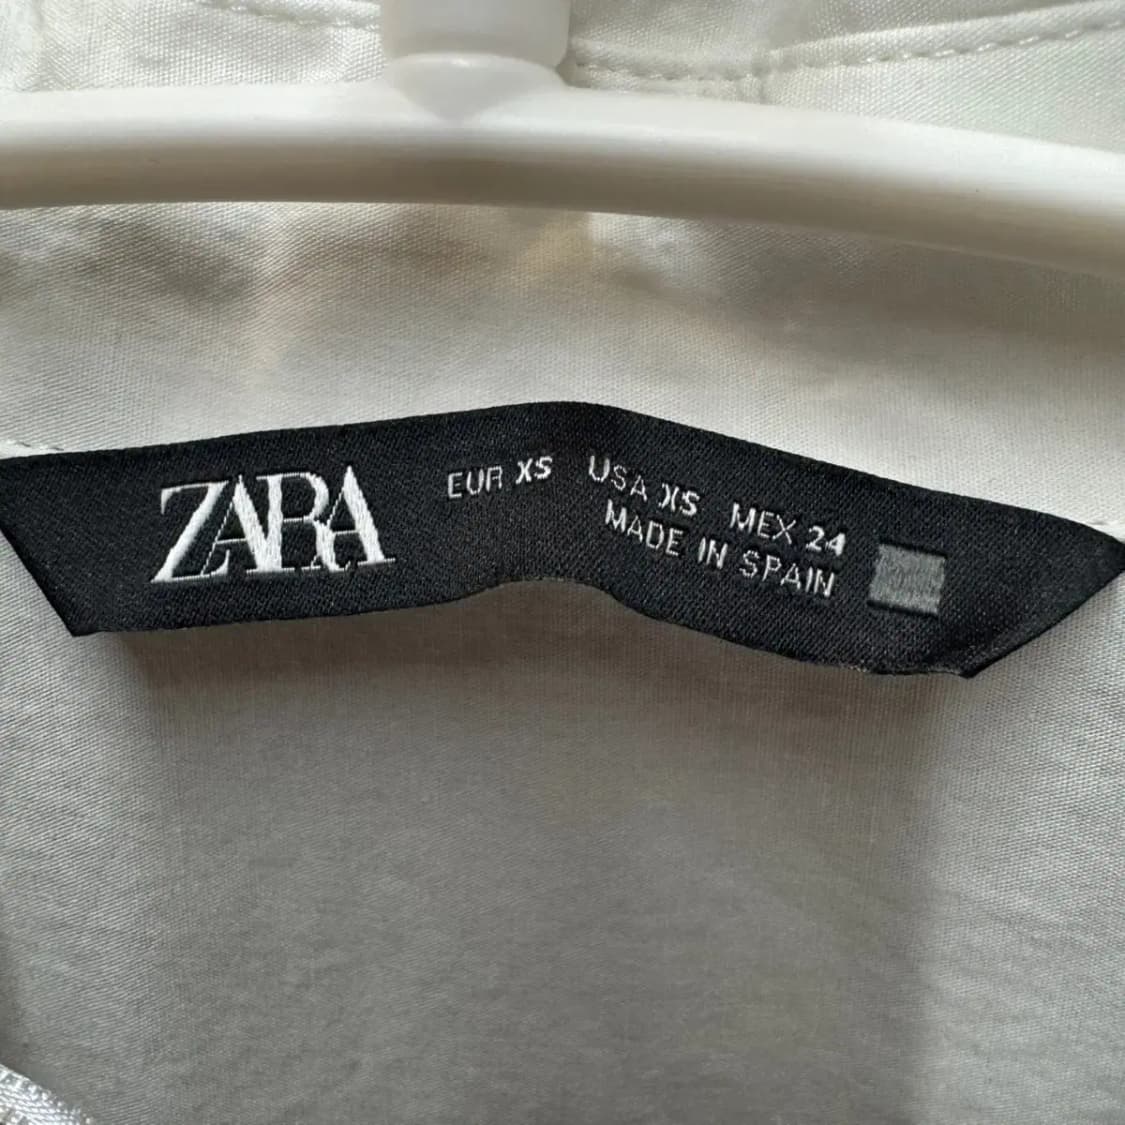 ZARA
EUR XS USA XS MEX 24
MADE IN SPAIN